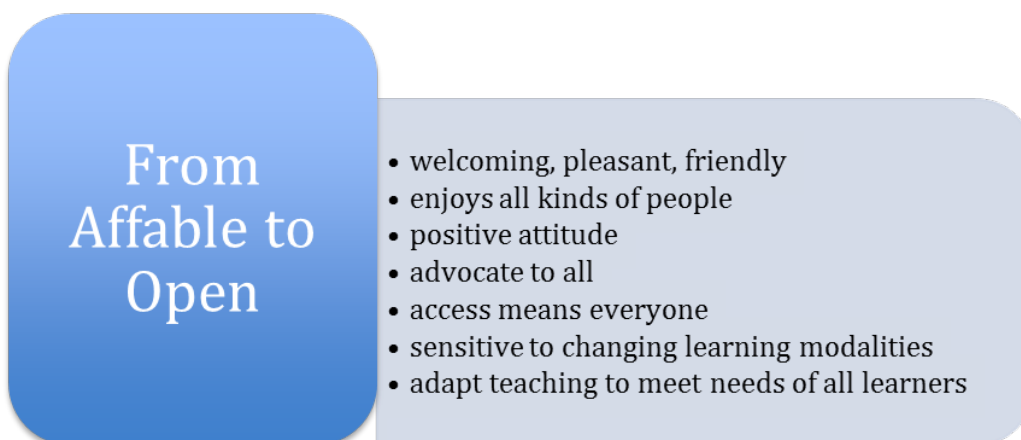 From
Affable to
Open
• welcoming, pleasant, friendly
• enjoys all kinds of people
• positive attitude
• advocate to all
• access means everyone
• sensitive to changing learning modalities
• adapt teaching to meet needs of all learners